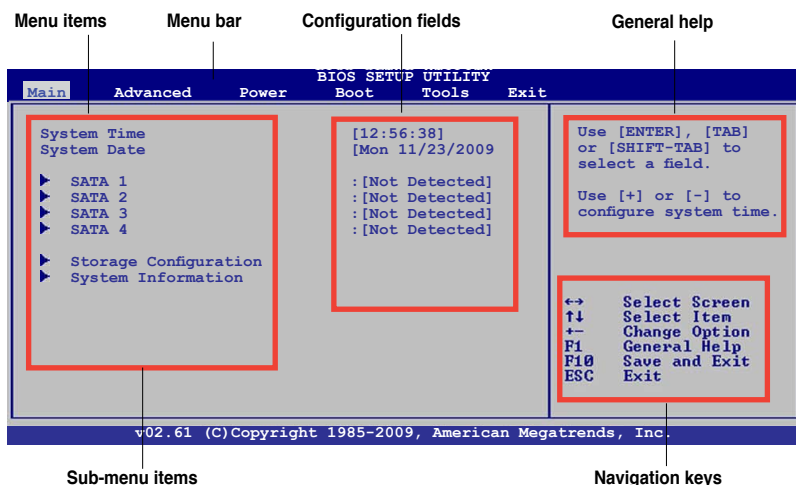 Menu items Menu bar Configuration fields General help
BIOS SETUP UTILITY
Main Advanced Power Boot Tools Exit
System Time [12:56:38]
System Date [Mon 11/23/2009
SATA 1 :[Not Detected]
SATA 2 :[Not Detected]
SATA 3 :[Not Detected]
SATA 4 :[Not Detected]
Storage Configuration
System Information
Use [ENTER], [TAB]
or [SHIFT-TAB] to
select a field.
Use [+] or [-] to
configure system time.
←→ Select Screen
↑↓ Select Item
+- Change Option
F1 General Help
F10 Save and Exit
ESC Exit
v02.61 (C)Copyright 1985-2009, American Megatrends, Inc.
Sub-menu items Navigation keys